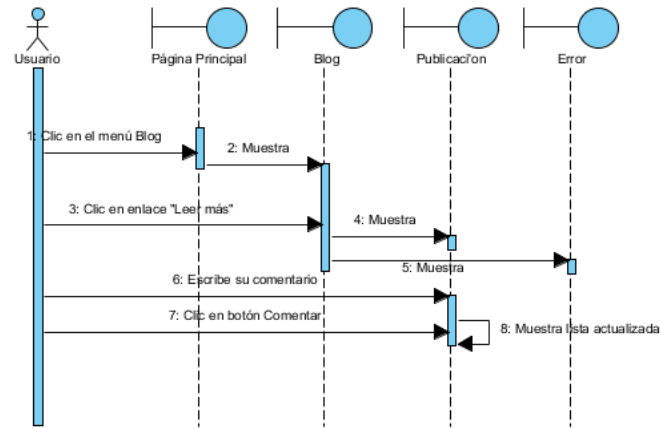 Usuario
Página Principal
Blog
Publicaci'on
Error
1: Clic en el menú Blog
2: Muestra
3: Clic en enlace "Leer más"
4: Muestra
5: Muestra
6: Escribe su comentario
7: Clic en botón Comentar
8: Muestra lista actualizada